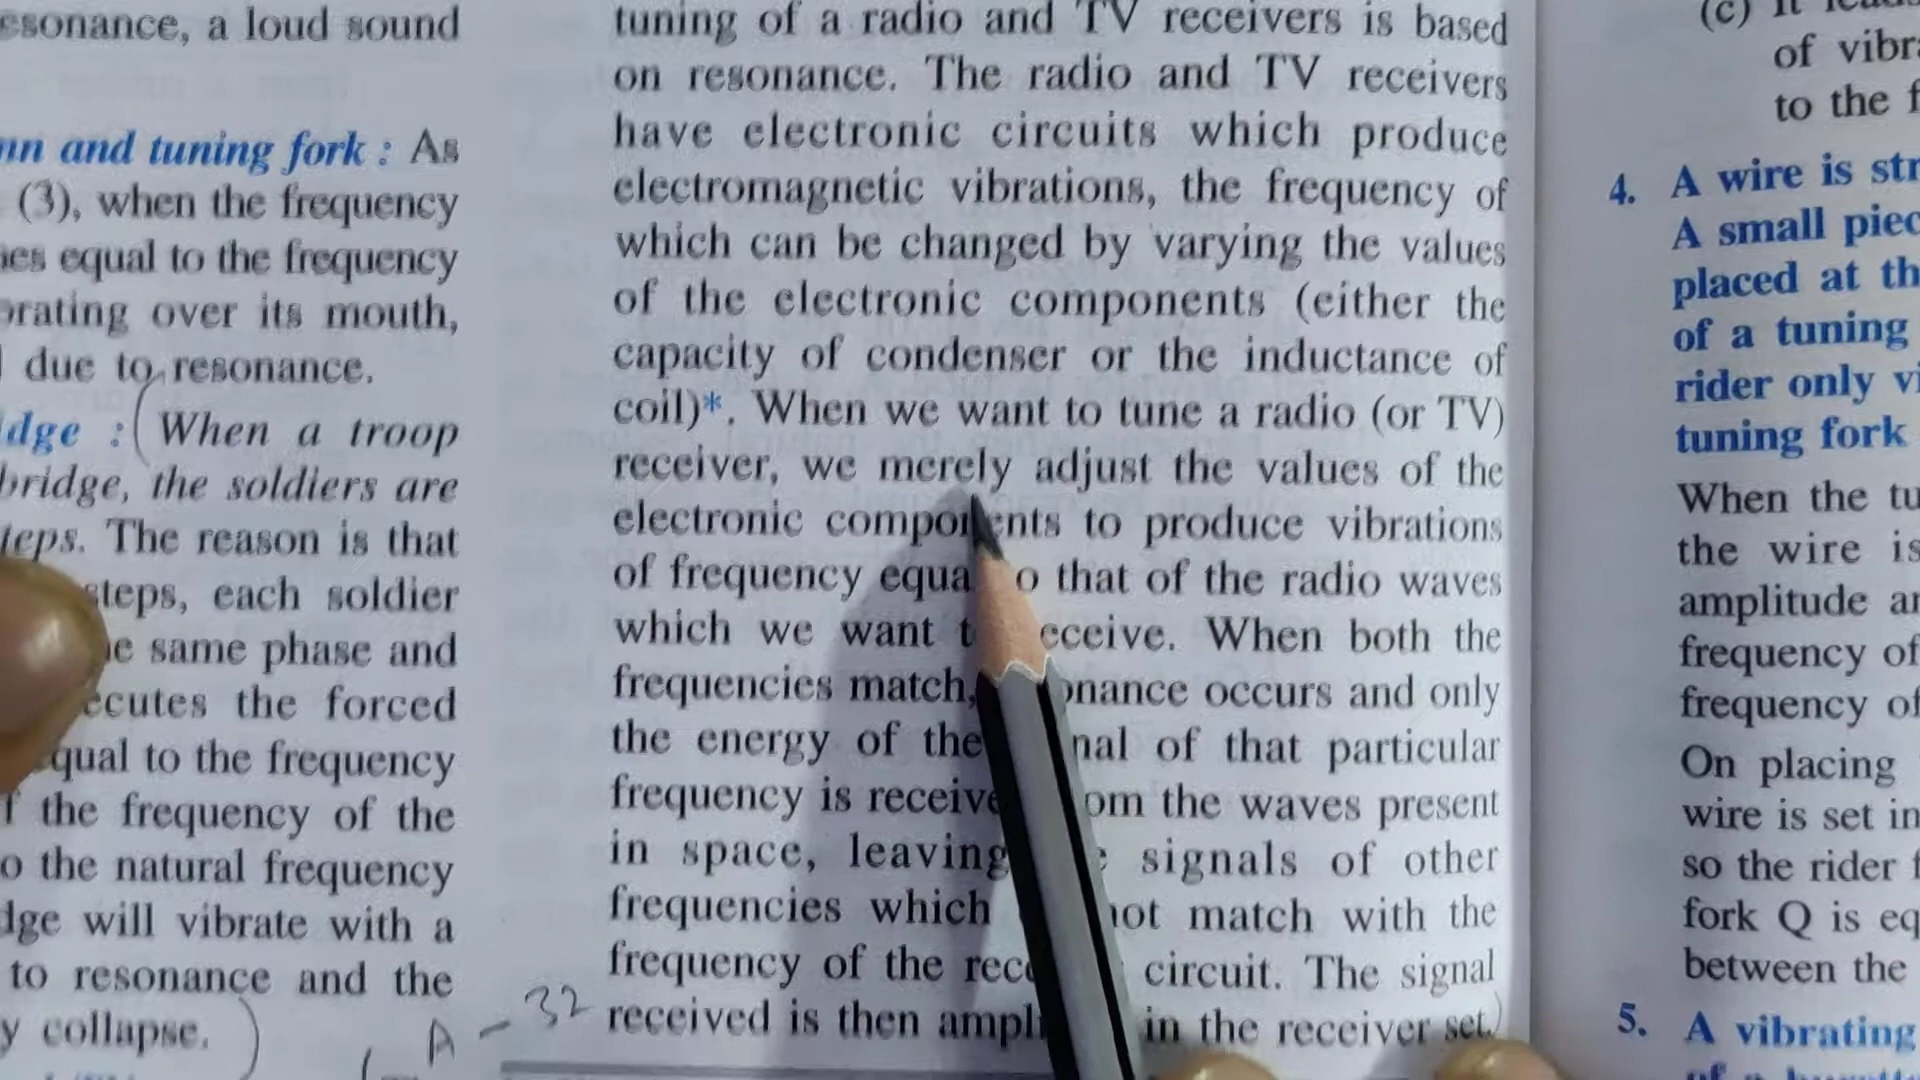 esonance, a loud sound
nn and tuning fork : As
(3), when the frequency
nes equal to the frequency
orating over its mouth,
due to resonance.
dge : (When a troop
bridge, the soldiers are
teps. The reason is that
steps, each soldier
e same phase and
ecutes the forced
qual to the frequency
f the frequency of the
o the natural frequency
dge will vibrate with a
to resonance and the
y collapse. )
A - 32
tuning of a radio and TV receivers is based
on resonance. The radio and TV receivers
have electronic circuits which produce
electromagnetic vibrations, the frequency of
which can be changed by varying the values
of the electronic components (either the
capacity of condenser or the inductance of
coil)*. When we want to tune a radio (or TV)
receiver, we merely adjust the values of the
electronic components to produce vibrations
of frequency equa o that of the radio waves
which we want t eceive. When both the
frequencies match, onance occurs and only
the energy of the nal of that particular
frequency is receive om the waves present
in space, leaving signals of other
frequencies which not match with the
frequency of the rece circuit. The signal
received is then ampl in the receiver set.)
(c) It lead
of vibra
to the f
4. A wire is str
A small piec
placed at th
of a tuning
rider only vi
tuning fork
When the tu
the wire is
amplitude an
frequency of
frequency of
On placing
wire is set in
so the rider f
fork Q is eq
between the
5. A vibrating